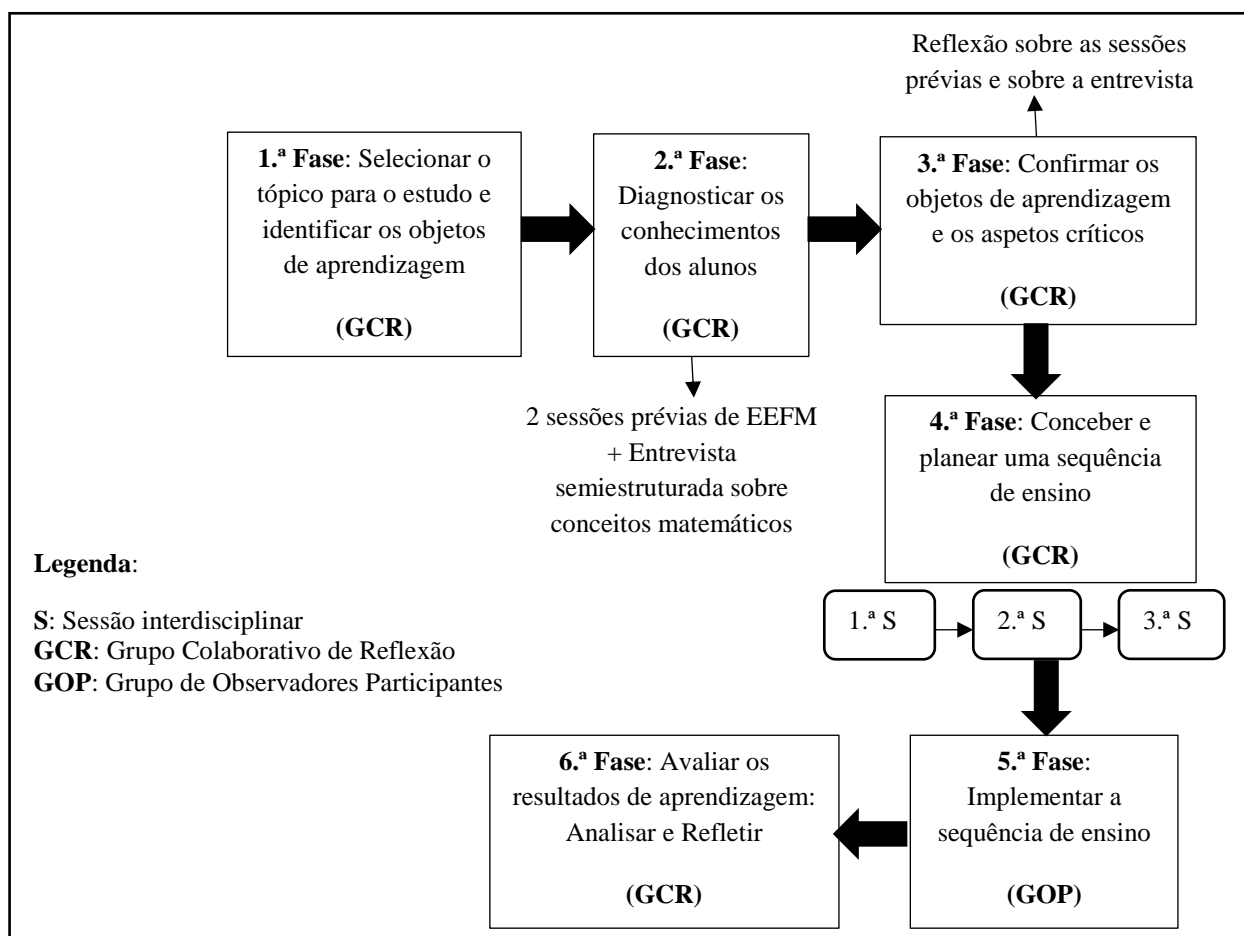 Reflexão sobre as sessões
prévias e sobre a entrevista
1.ª Fase: Selecionar o
tópico para o estudo e
identificar os objetos
de aprendizagem
(GCR)
2.ª Fase:
Diagnosticar os
conhecimentos
dos alunos
(GCR)
3.ª Fase: Confirmar os
objetos de aprendizagem
e os aspetos críticos
(GCR)
2 sessões prévias de EEFM
+ Entrevista
semiestruturada sobre
conceitos matemáticos
4.ª Fase: Conceber e
planear uma sequência
de ensino
(GCR)
Legenda:
S: Sessão interdisciplinar
GCR: Grupo Colaborativo de Reflexão
GOP: Grupo de Observadores Participantes
1.ª S
2.ª S
3.ª S
5.ª Fase:
Implementar a
sequência de ensino
(GOP)
6.ª Fase: Avaliar os
resultados de aprendizagem:
Analisar e Refletir
(GCR)